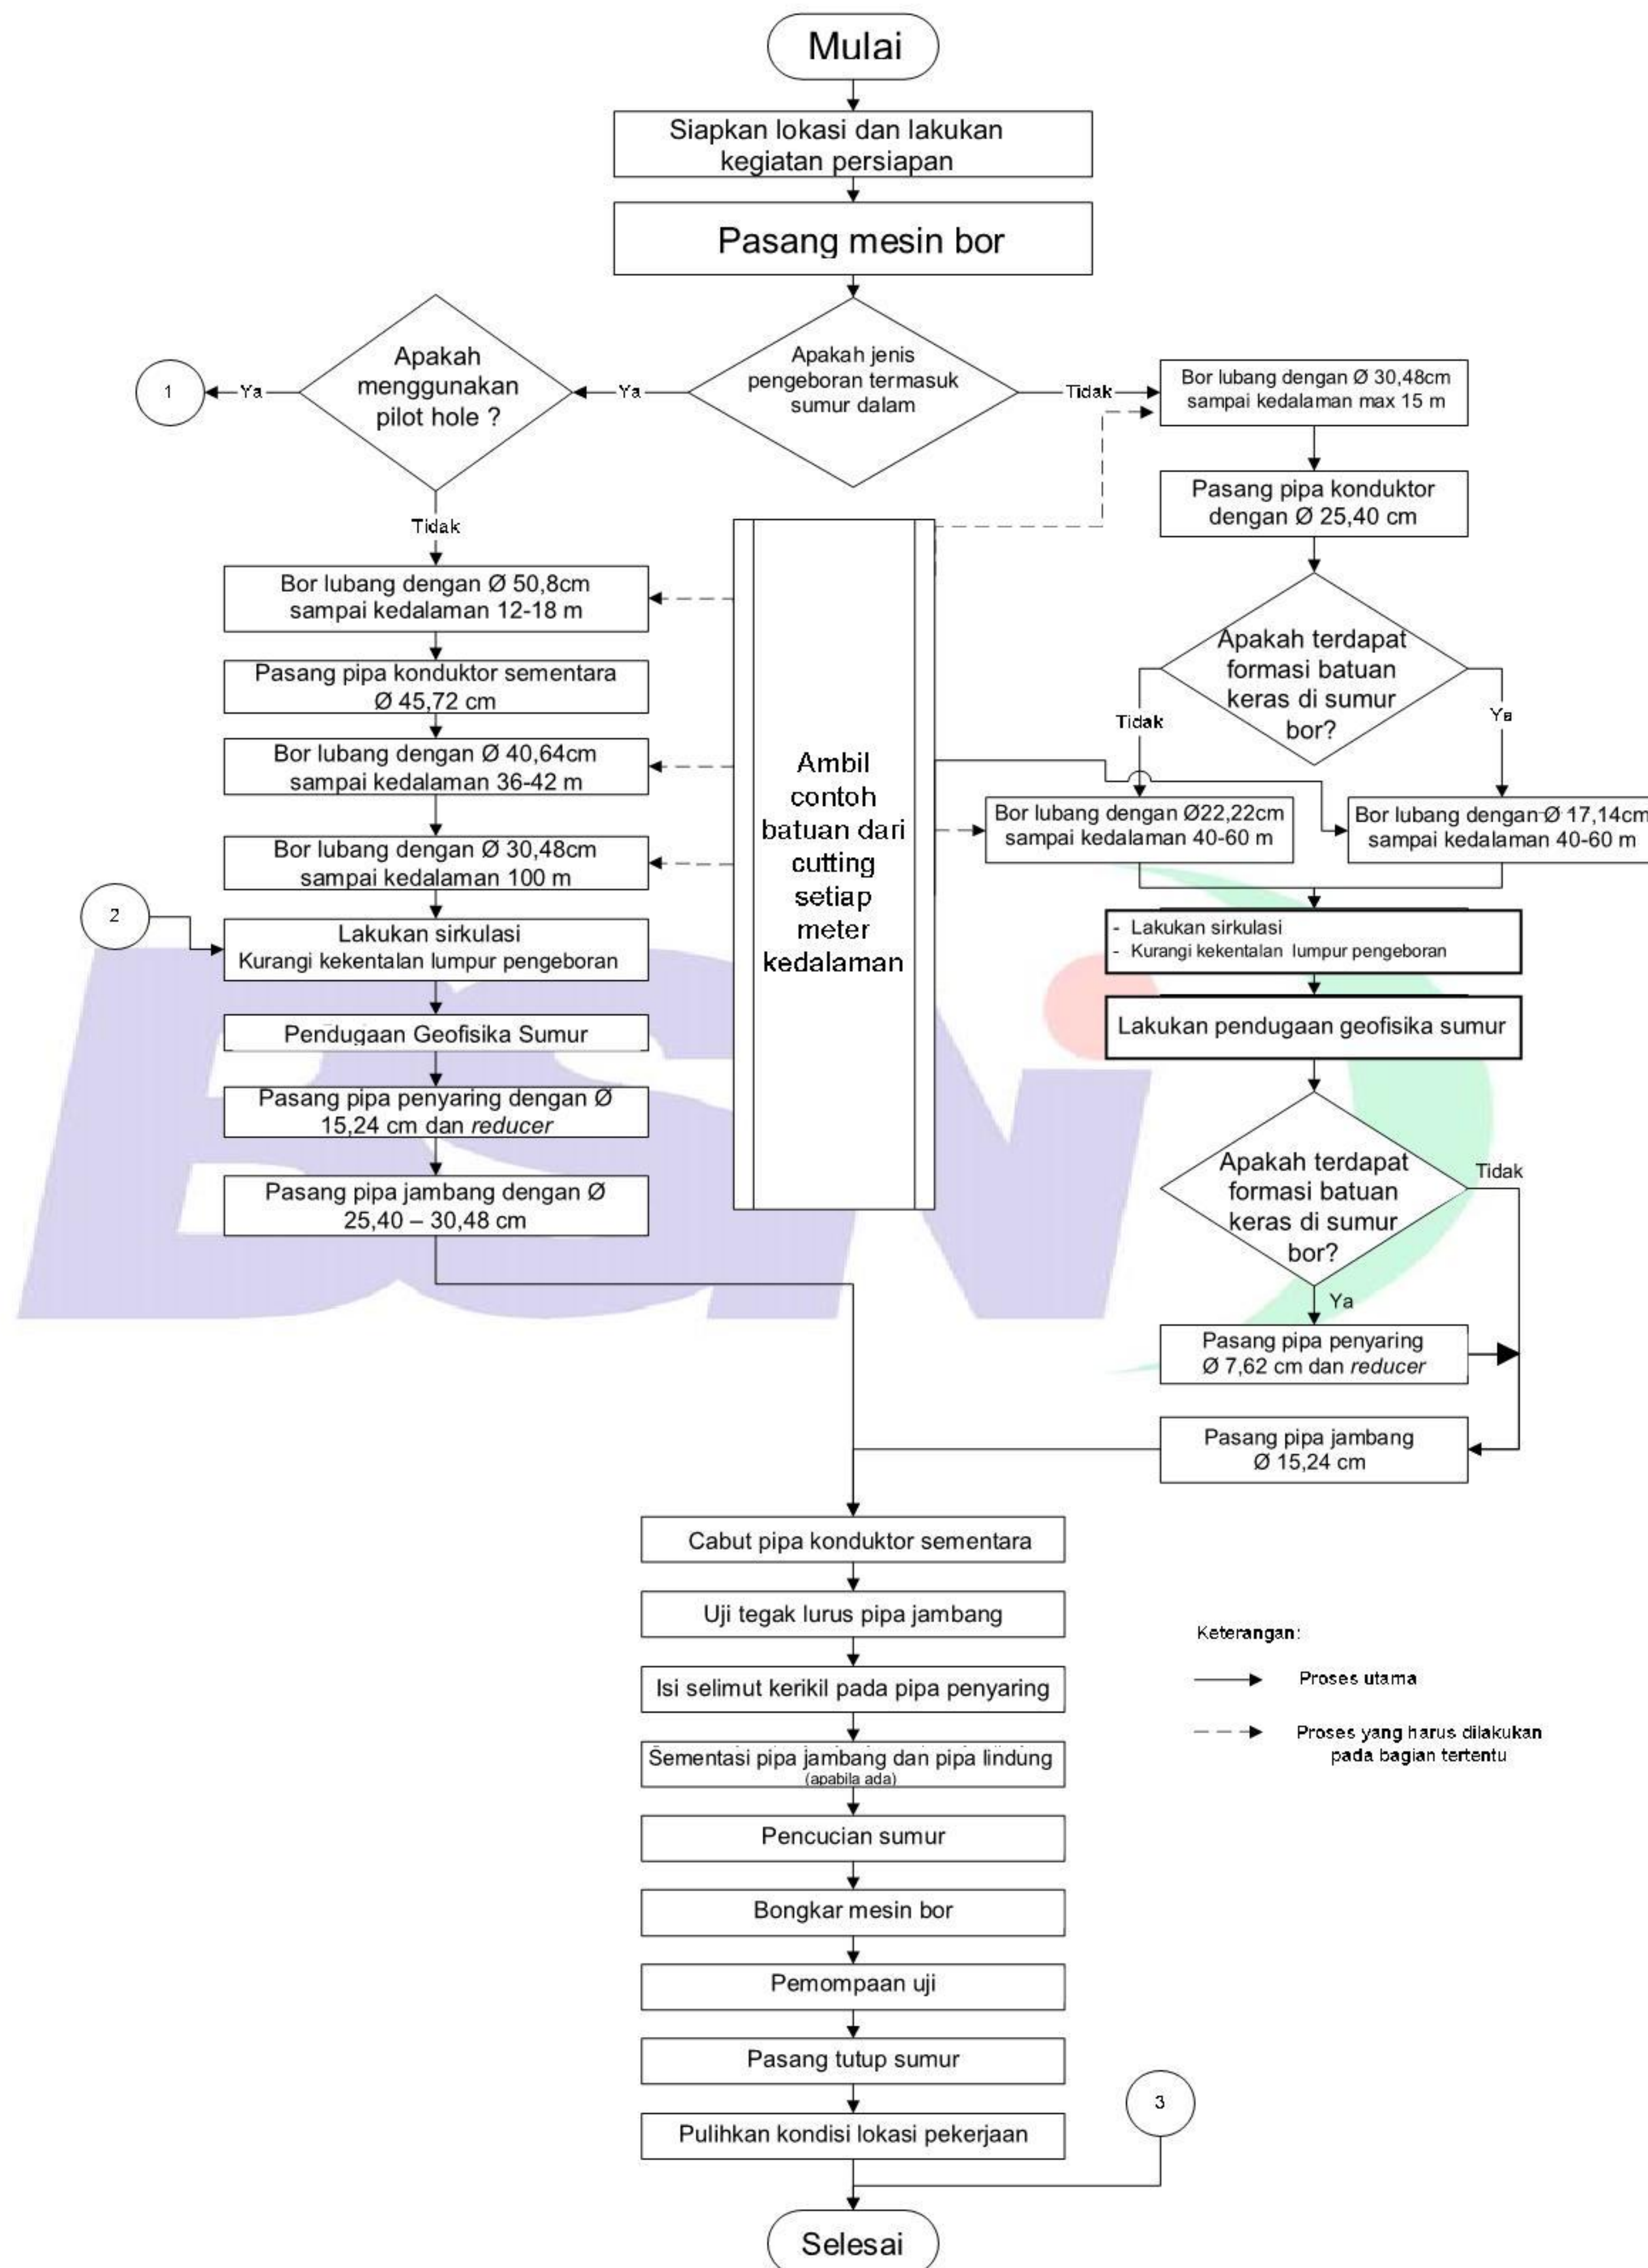 Mulai
Siapkan lokasi dan lakukan
kegiatan persiapan
Pasang mesin bor
Apakah jenis
pengeboran termasuk
sumur dalam
Ya
Tidak
Apakah
menggunakan
pilot hole ?
Ya
1
Tidak
Bor lubang dengan Ø 50,8cm
sampai kedalaman 12-18 m
Pasang pipa konduktor sementara
Ø 45,72 cm
Bor lubang dengan Ø 40,64cm
sampai kedalaman 36-42 m
Bor lubang dengan Ø 30,48cm
sampai kedalaman 100 m
2
Lakukan sirkulasi
Kurangi kekentalan lumpur pengeboran
Pendugaan Geofisika Sumur
Pasang pipa penyaring dengan Ø
15,24 cm dan reducer
Pasang pipa jambang dengan Ø
25,40 – 30,48 cm
Ambil
contoh
batuan dari
cutting
setiap
meter
kedalaman
Bor lubang dengan Ø 30,48cm
sampai kedalaman max 15 m
Pasang pipa konduktor
dengan Ø 25,40 cm
Apakah terdapat
formasi batuan
keras di sumur
bor?
Tidak
Ya
Bor lubang dengan Ø22,22cm
sampai kedalaman 40-60 m
Bor lubang dengan Ø 17,14cm
sampai kedalaman 40-60 m
- Lakukan sirkulasi
- Kurangi kekentalan lumpur pengeboran
Lakukan pendugaan geofisika sumur
Apakah terdapat
formasi batuan
keras di sumur
bor?
Tidak
Ya
Pasang pipa penyaring
Ø 7,62 cm dan reducer
Pasang pipa jambang
Ø 15,24 cm
Cabut pipa konduktor sementara
Uji tegak lurus pipa jambang
Isi selimut kerikil pada pipa penyaring
Sementasi pipa jambang dan pipa lindung
(apabila ada)
Pencucian sumur
Bongkar mesin bor
Pemompaan uji
Pasang tutup sumur
Pulihkan kondisi lokasi pekerjaan
3
Selesai
Keterangan:
Proses utama
Proses yang harus dilakukan
pada bagian tertentu
BSN